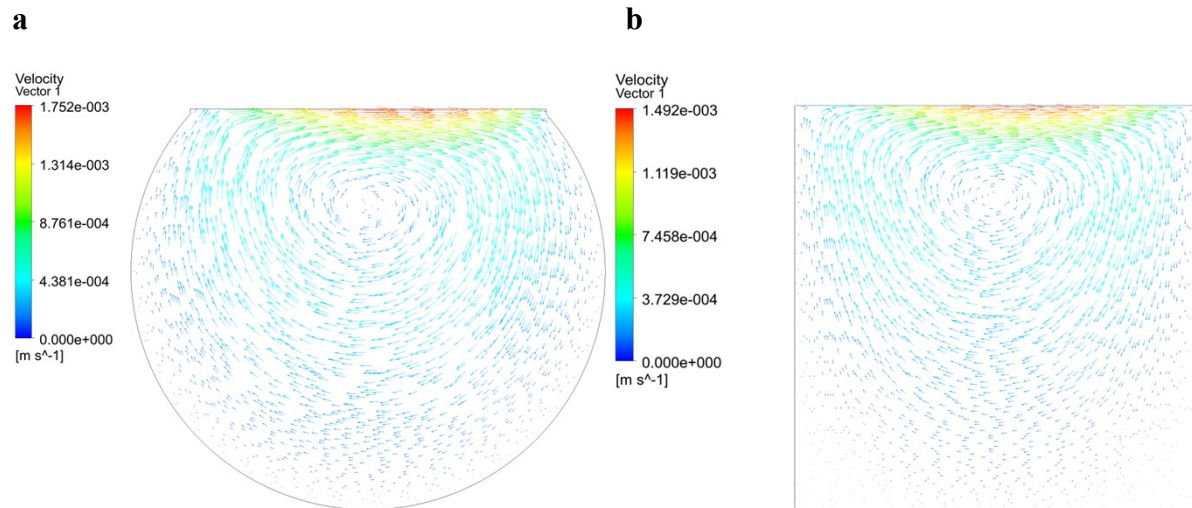 a
Velocity
Vector 1
1.752e-003
1.314e-003
8.761e-004
4.381e-004
0.000e+000
[m s^-1]
b
Velocity
Vector 1
1.492e-003
1.119e-003
7.458e-004
3.729e-004
0.000e+000
[m s^-1]